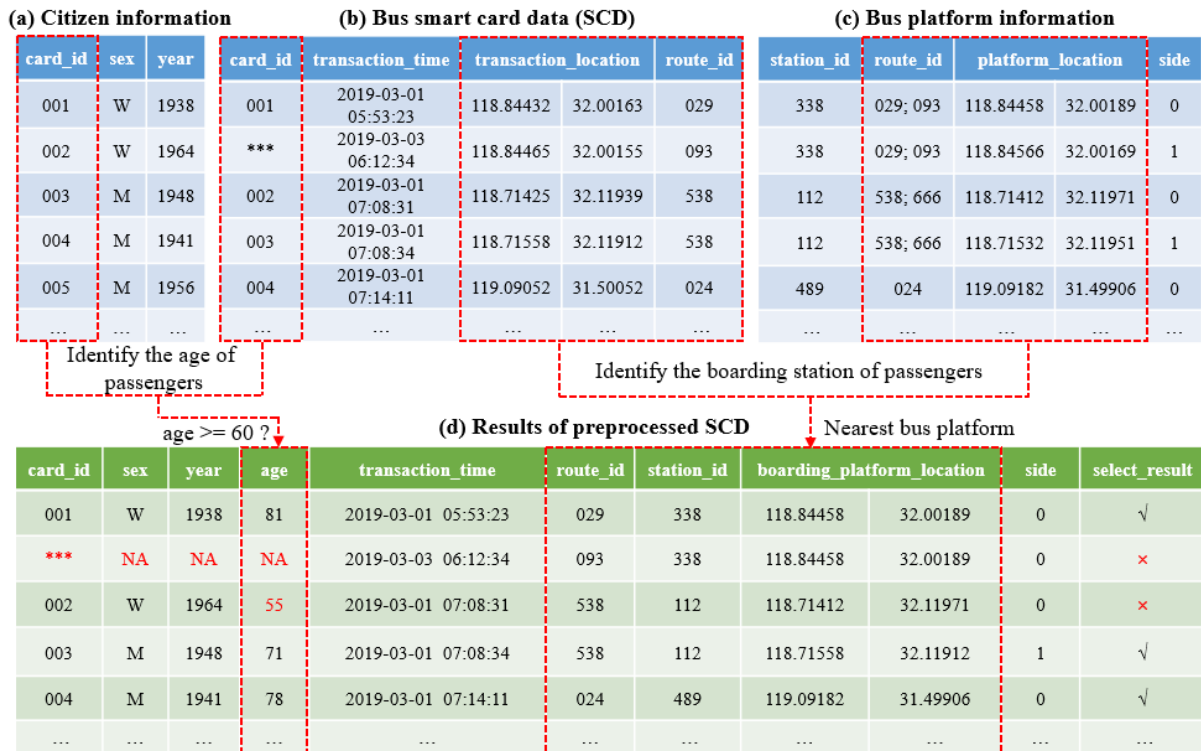 (a) Citizen information
card_id sex year
001 W 1938
002 W 1964
003 M 1948
004 M 1941
005 M 1956
... ... ...
(b) Bus smart card data (SCD)
card_id transaction_time transaction_location route_id
001 2019-03-01 05:53:23 118.84432 32.00163 029
*** 2019-03-03 06:12:34 118.84465 32.00155 093
002 2019-03-01 07:08:31 118.71425 32.11939 538
003 2019-03-01 07:08:34 118.71558 32.11912 538
004 2019-03-01 07:14:11 119.09052 31.50052 024
... ... ... ... ...
(c) Bus platform information
station_id route_id platform_location side
338 029; 093 118.84458 32.00189 0
338 029; 093 118.84566 32.00169 1
112 538; 666 118.71412 32.11971 0
112 538; 666 118.71532 32.11951 1
489 024 119.09182 31.49906 0
... ... ... ... ...
Identify the age of
passengers
Identify the boarding station of passengers
age >= 60 ?
Nearest bus platform
(d) Results of preprocessed SCD
card_id sex year age transaction_time route_id station_id boarding_platform_location side select_result
001 W 1938 81 2019-03-01 05:53:23 029 338 118.84458 32.00189 0 √
*** NA NA NA 2019-03-03 06:12:34 093 338 118.84458 32.00189 0 ×
002 W 1964 55 2019-03-01 07:08:31 538 112 118.71412 32.11971 0 ×
003 M 1948 71 2019-03-01 07:08:34 538 112 118.71558 32.11912 1 √
004 M 1941 78 2019-03-01 07:14:11 024 489 119.09182 31.49906 0 √
... ... ... ... ... ... ... ... ... ... ...